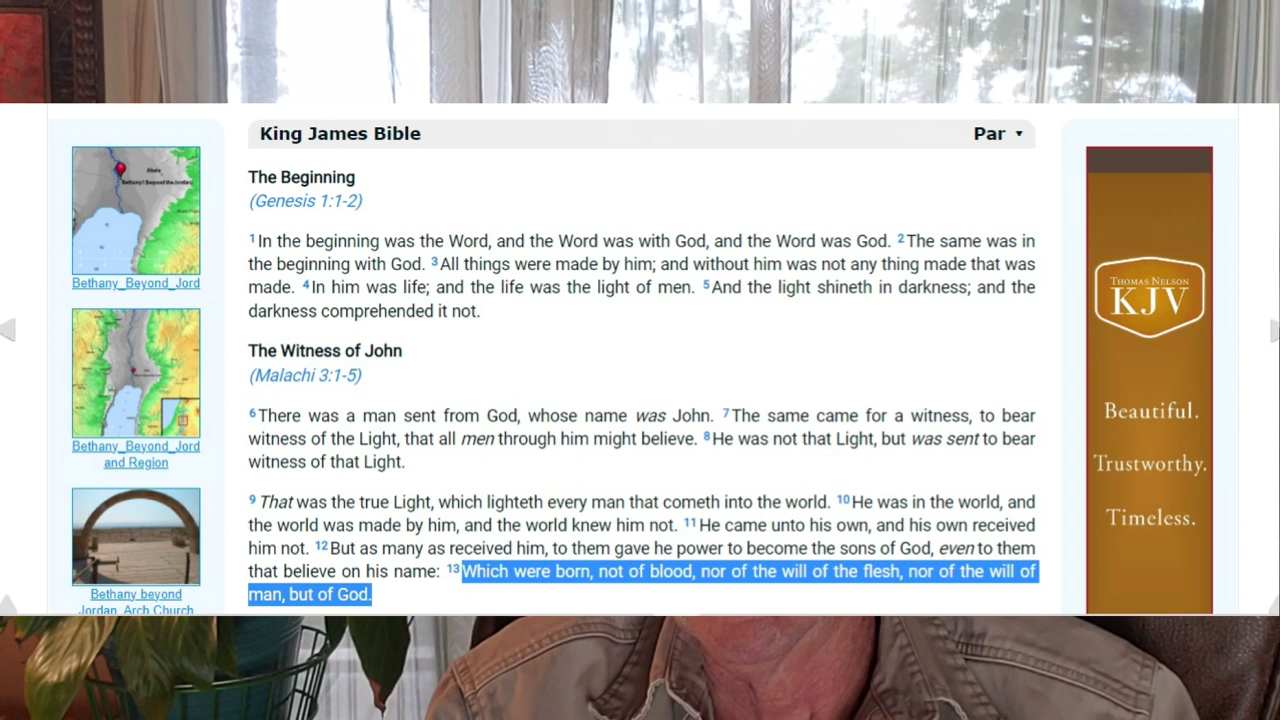 King James Bible
Par
The Beginning
(Genesis 1:1-2)
1 In the beginning was the Word, and the Word was with God, and the Word was God. 2 The same was in
the beginning with God. 3 All things were made by him; and without him was not any thing made that was
made. 4 In him was life; and the life was the light of men. 5 And the light shineth in darkness; and the
darkness comprehended it not.
The Witness of John
(Malachi 3:1-5)
6 There was a man sent from God, whose name was John. 7 The same came for a witness, to bear
witness of the Light, that all men through him might believe. 8 He was not that Light, but was sent to bear
witness of that Light.
9 That was the true Light, which lighteth every man that cometh into the world. 10 He was in the world, and
the world was made by him, and the world knew him not. 11 He came unto his own, and his own received
him not. 12 But as many as received him, to them gave he power to become the sons of God, even to them
that believe on his name: 13 Which were born, not of blood, nor of the will of the flesh, nor of the will of
man, but of God.
Bethany_Beyond_Jord
Bethany_Beyond_Jord
and Region
Bethany beyond
Jordan, Arch Church
THOMAS NELSON
KJV
Beautiful.
Trustworthy.
Timeless.